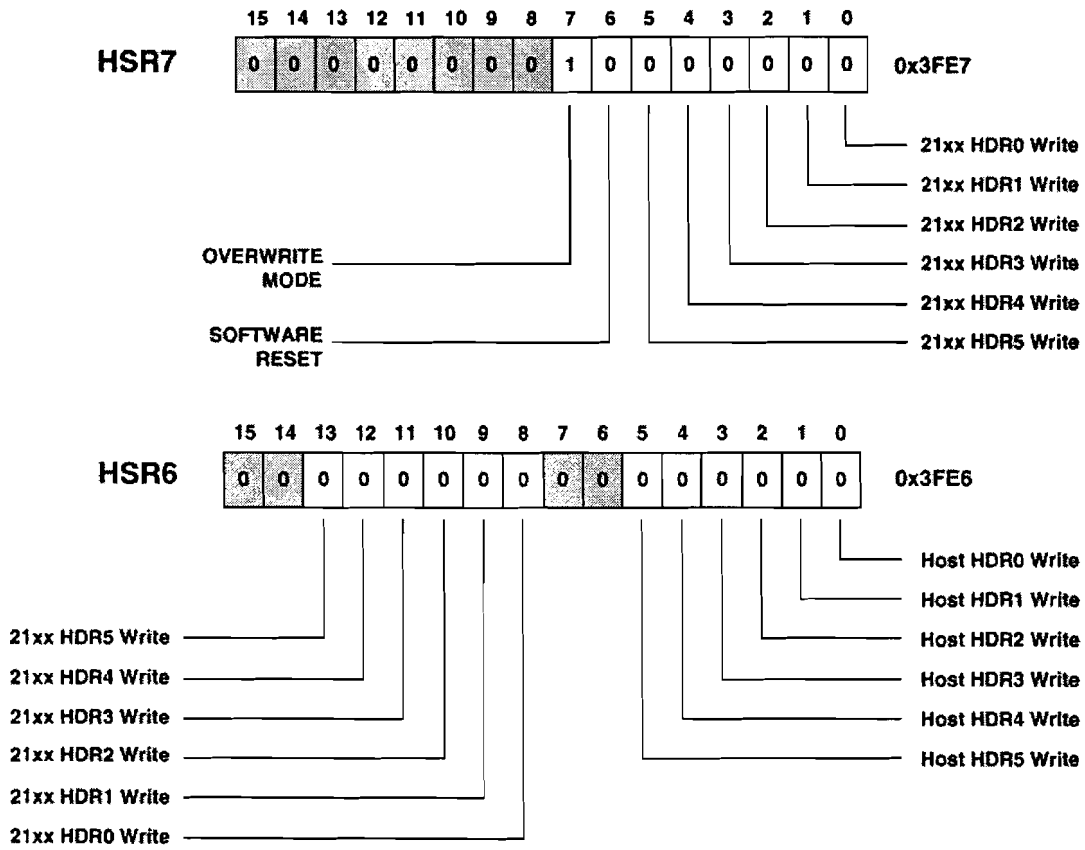 15 14 13 12 11 10 9 8 7 6 5 4 3 2 1 0
HSR7 0 0 0 0 0 0 0 0 1 0 0 0 0 0 0 0 0x3FE7
21xx HDR0 Write
21xx HDR1 Write
21xx HDR2 Write
OVERWRITE 21xx HDR3 Write
MODE
21xx HDR4 Write
SOFTWARE 21xx HDR5 Write
RESET
15 14 13 12 11 10 9 8 7 6 5 4 3 2 1 0
HSR6 0 0 0 0 0 0 0 0 0 0 0 0 0 0 0 0 0x3FE6
Host HDR0 Write
Host HDR1 Write
21xx HDR5 Write Host HDR2 Write
21xx HDR4 Write Host HDR3 Write
21xx HDR3 Write Host HDR4 Write
21xx HDR2 Write Host HDR5 Write
21xx HDR1 Write
21xx HDR0 Write